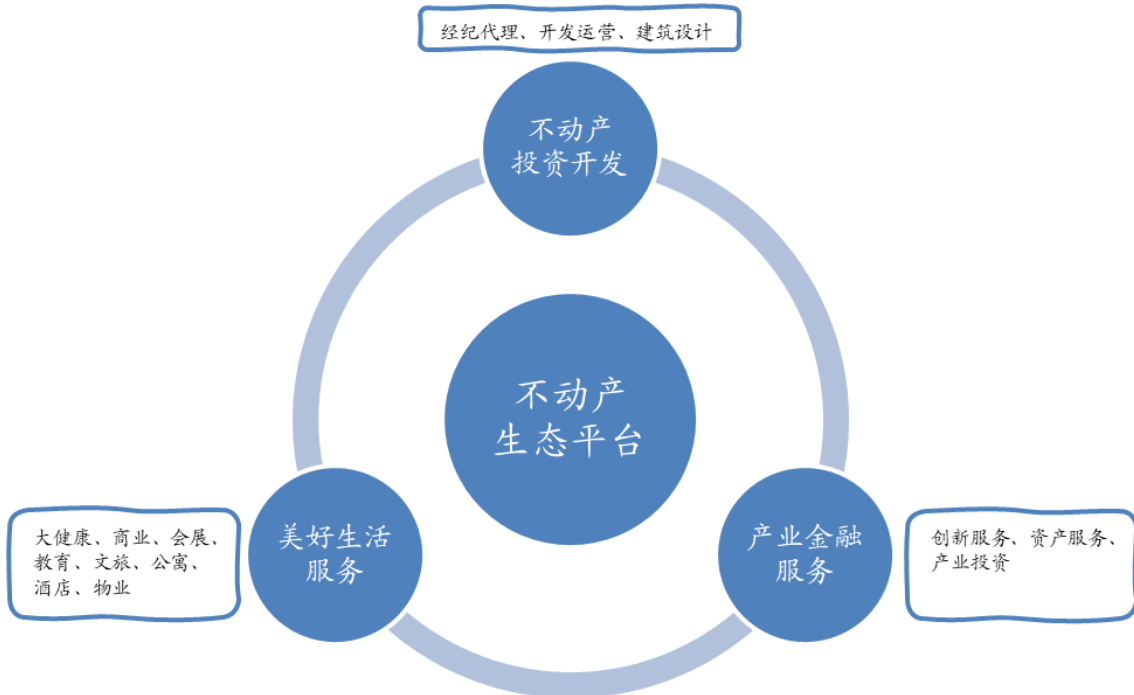 经纪代理、开发运营、建筑设计
不动产
投资开发
不动产
生态平台
美好生活
服务
大健康、商业、会展、
教育、文旅、公寓、
酒店、物业
产业金融
服务
创新服务、资产服务、
产业投资